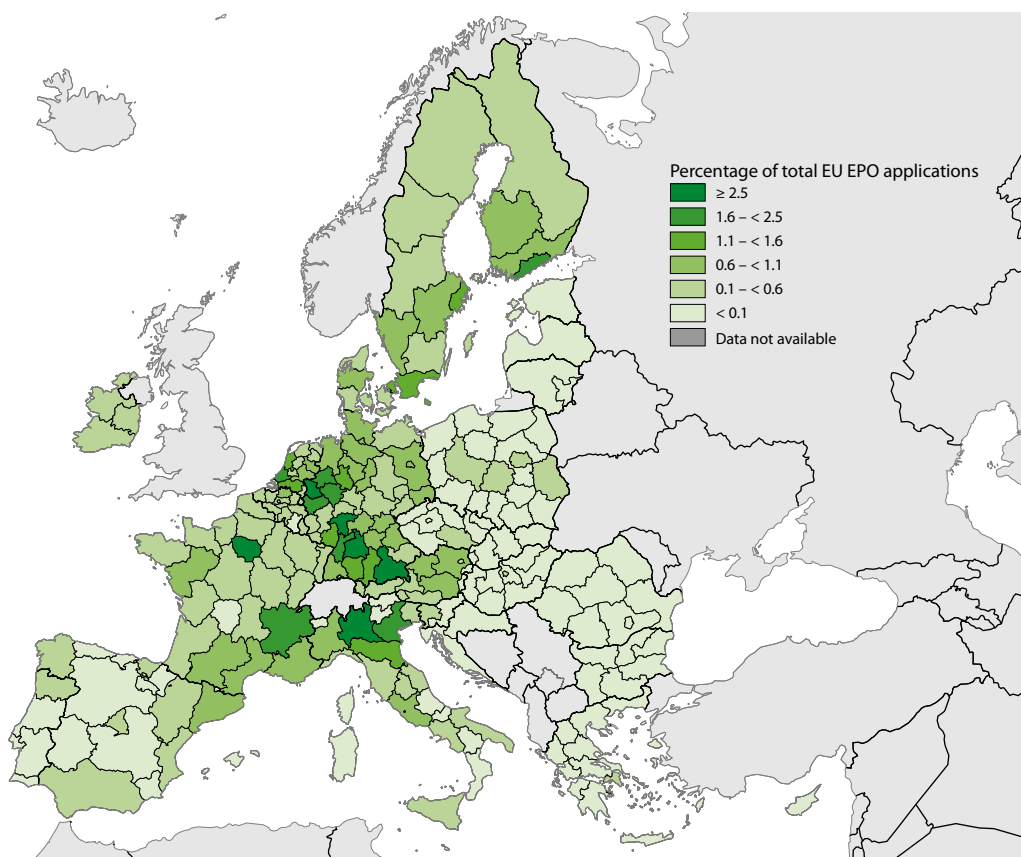 Percentage of total EU EPO applications
≥ 2.5
1.6 – < 2.5
1.1 – < 1.6
0.6 – < 1.1
0.1 – < 0.6
< 0.1
Data not available